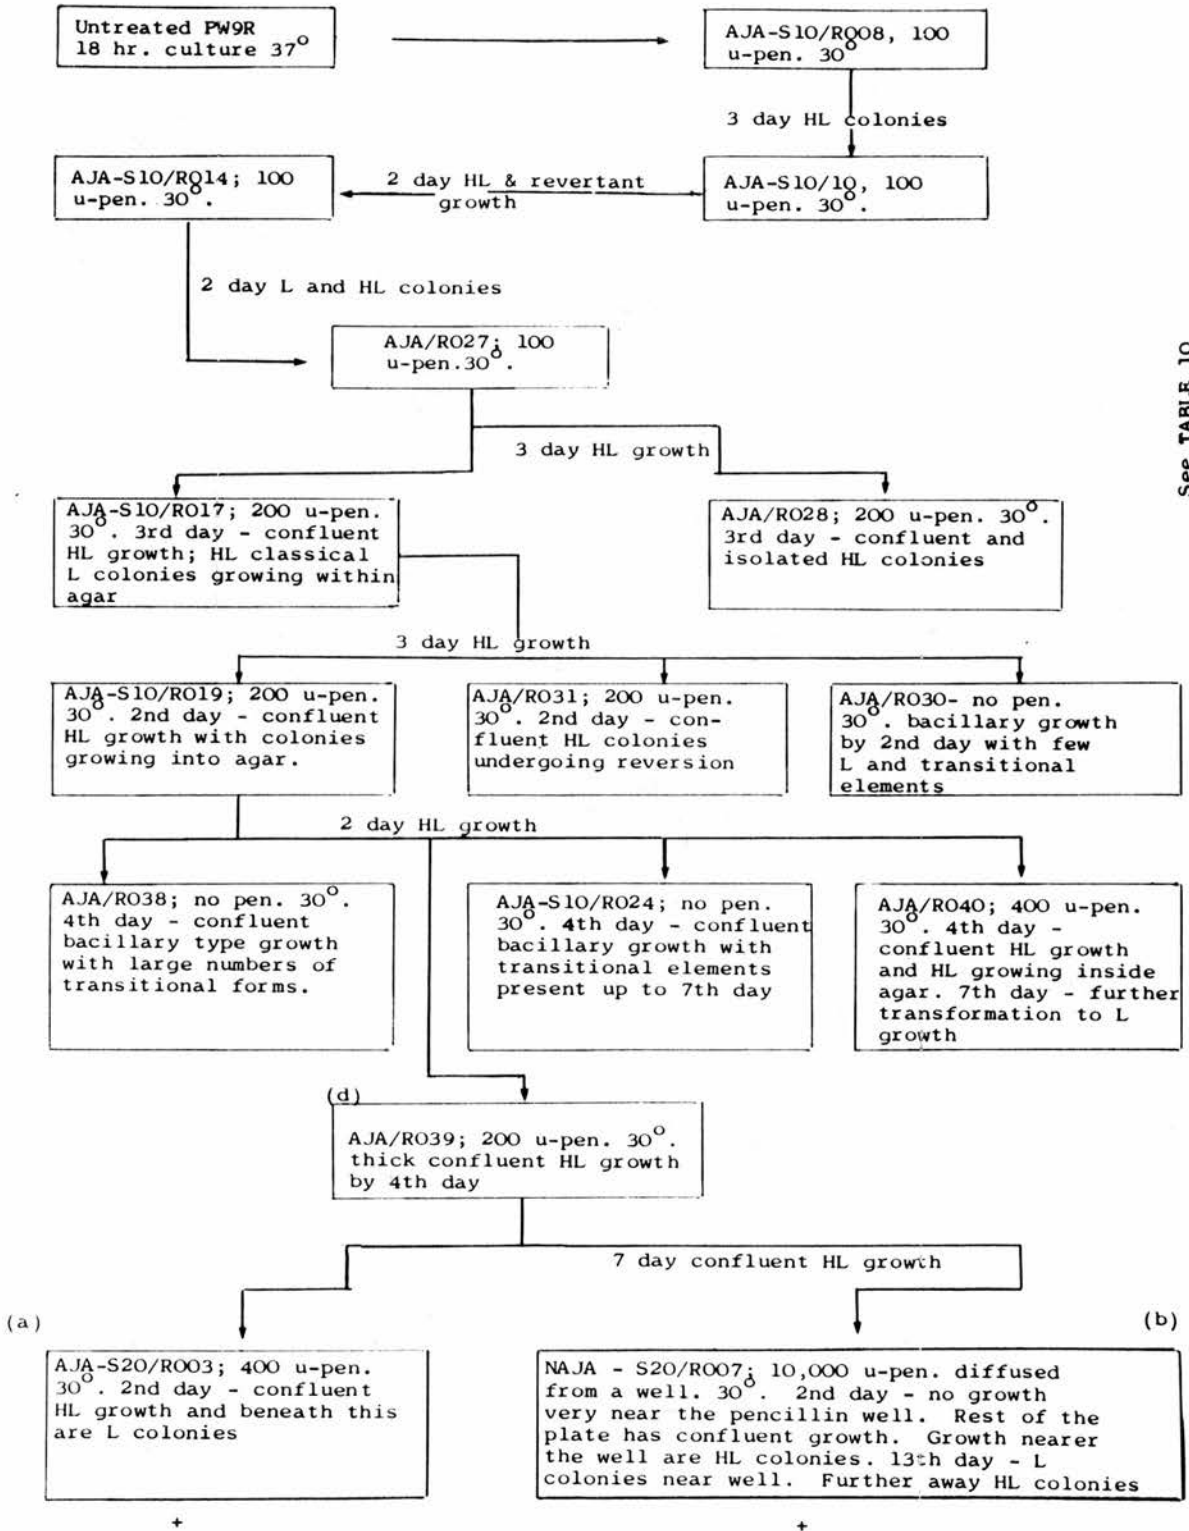 Untreated PW9R
18 hr. culture 37°
AJA-S10/R008, 100
u-pen. 30°
3 day HL colonies
AJA-S10/R014; 100
u-pen. 30°.
2 day HL & revertant
growth
AJA-S10/10, 100
u-pen. 30°.
2 day L and HL colonies
AJA/R027; 100
u-pen.30°.
See TABLE 10
3 day HL growth
AJA-S10/R017; 200 u-pen.
30°. 3rd day - confluent
HL growth; HL classical
L colonies growing within
agar
AJA/R028; 200 u-pen. 30°.
3rd day - confluent and
isolated HL colonies
3 day HL growth
AJA-S10/R019; 200 u-pen.
30°. 2nd day - confluent
HL growth with colonies
growing into agar.
AJA/R031; 200 u-pen.
30°. 2nd day - con-
fluent HL colonies
undergoing reversion
AJA/R030- no pen.
30°. bacillary growth
by 2nd day with few
L and transitional
elements
2 day HL growth
AJA/R038; no pen. 30°.
4th day - confluent
bacillary type growth
with large numbers of
transitional forms.
AJA-S10/R024; no pen.
30°. 4th day - confluent
bacillary growth with
transitional elements
present up to 7th day
AJA/R040; 400 u-pen.
30°. 4th day -
confluent HL growth
and HL growing inside
agar. 7th day - further
transformation to L
growth
(d)
AJA/R039; 200 u-pen. 30°.
thick confluent HL growth
by 4th day
7 day confluent HL growth
(a)
(b)
AJA-S20/R003; 400 u-pen.
30°. 2nd day - confluent
HL growth and beneath this
are L colonies
NAJA - S20/R007; 10,000 u-pen. diffused
from a well. 30°. 2nd day - no growth
very near the pencillin well. Rest of the
plate has confluent growth. Growth nearer
the well are HL colonies. 13th day - L
colonies near well. Further away HL colonies
+
+